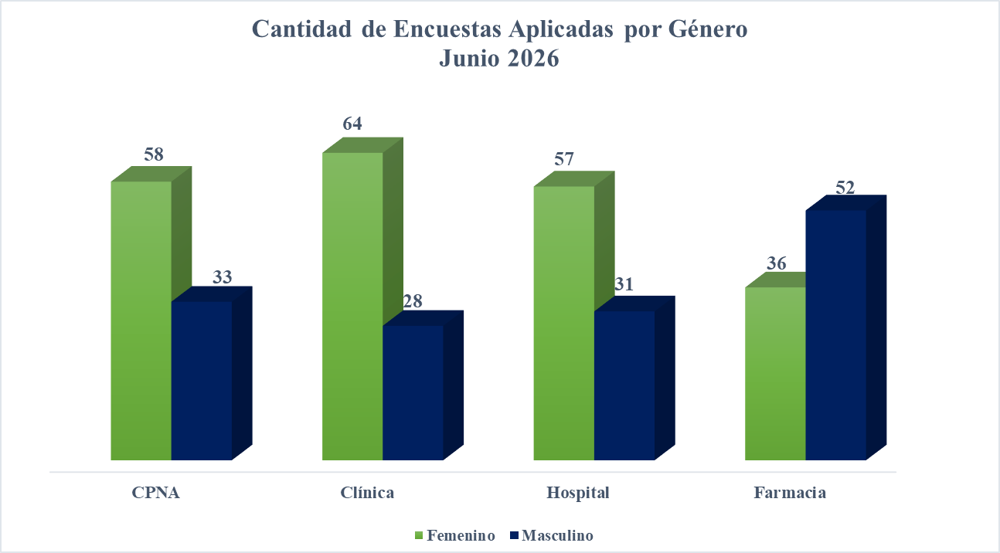 Cantidad de Encuestas Aplicadas por Género
Junio 2026
58
33
64
28
57
31
36
52
CPNA
Clínica
Hospital
Farmacia
Femenino
Masculino